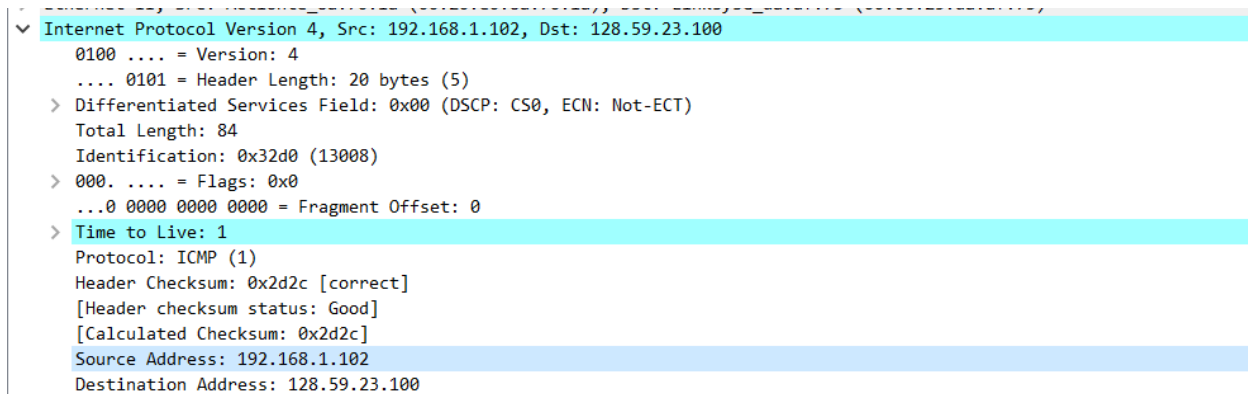 Internet Protocol Version 4, Src: 192.168.1.102, Dst: 128.59.23.100
0100 .... = Version: 4
.... 0101 = Header Length: 20 bytes (5)
Differentiated Services Field: 0x00 (DSCP: CS0, ECN: Not-ECT)
Total Length: 84
Identification: 0x32d0 (13008)
000. .... = Flags: 0x0
...0 0000 0000 0000 = Fragment Offset: 0
Time to Live: 1
Protocol: ICMP (1)
Header Checksum: 0x2d2c [correct]
[Header checksum status: Good]
[Calculated Checksum: 0x2d2c]
Source Address: 192.168.1.102
Destination Address: 128.59.23.100